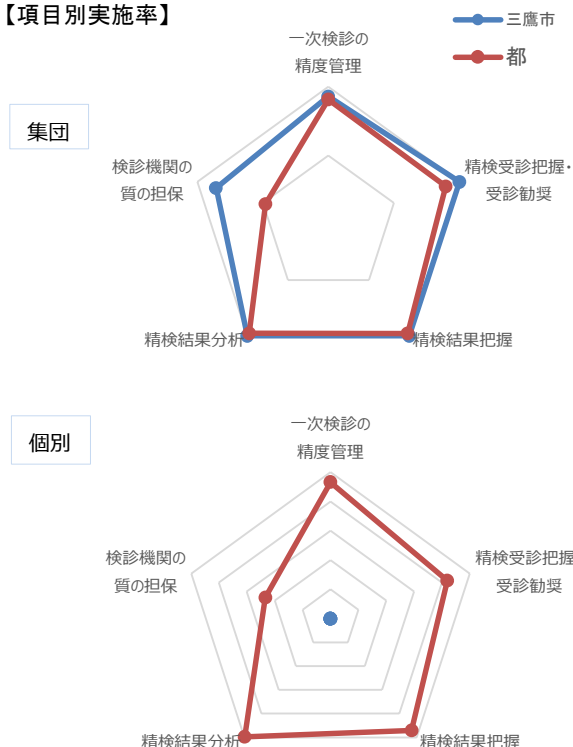 【項目別実施率】
三鷹市
都
集団
一次検診の
精度管理
精検受診把握・
受診勧奨
精検結果把握
精検結果分析
検診機関の
質の担保
個別
一次検診の
精度管理
精検受診把握
受診勧奨
精検結果把握
精検結果分析
検診機関の
質の担保